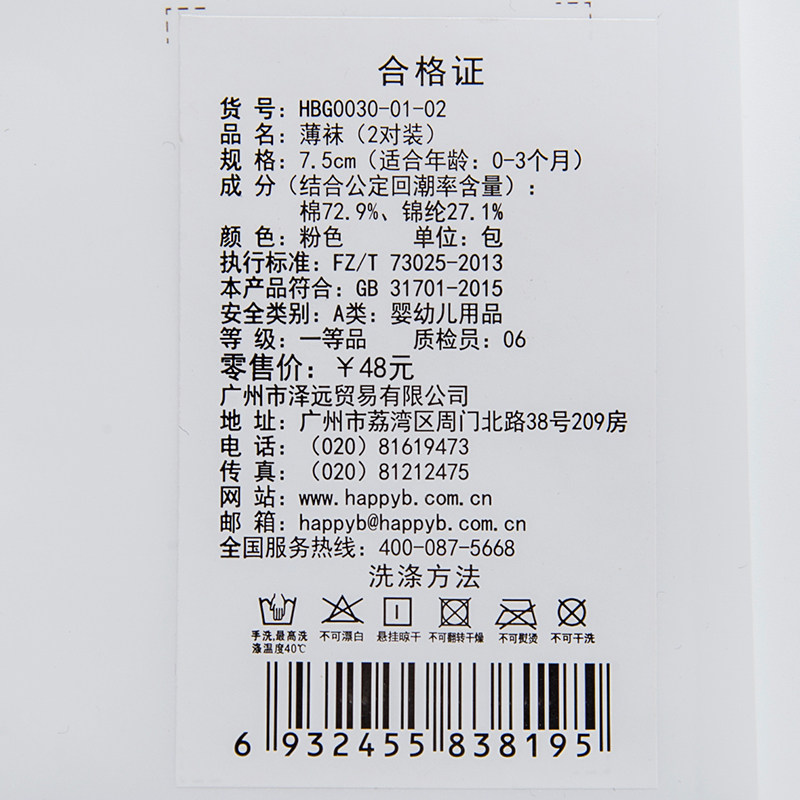 合格证
货 号：HBG0030-01-02
品 名：薄袜（2对装）
规 格：7.5cm（适合年龄：0-3个月）
成 分（结合公定回潮率含量）：
棉72.9%、锦纶27.1%
颜 色：粉色 单位：包
执行标准：FZ/T 73025-2013
本产品符合：GB 31701-2015
安全类别：A类：婴幼儿用品
等 级：一等品 质检员：06
零售价：￥48元
广州市泽远贸易有限公司
地 址：广州市荔湾区周门北路38号209房
电 话：（020）81619473
传 真：（020）81212475
网 站：www.happyb.com.cn
邮 箱：happyb@happyb.com.cn
全国服务热线：400-087-5668
洗涤方法
手洗,最高洗涤温度40℃ 不可漂白 悬挂晾干 不可翻转干燥 不可熨烫 不可干洗
6 932455 838195